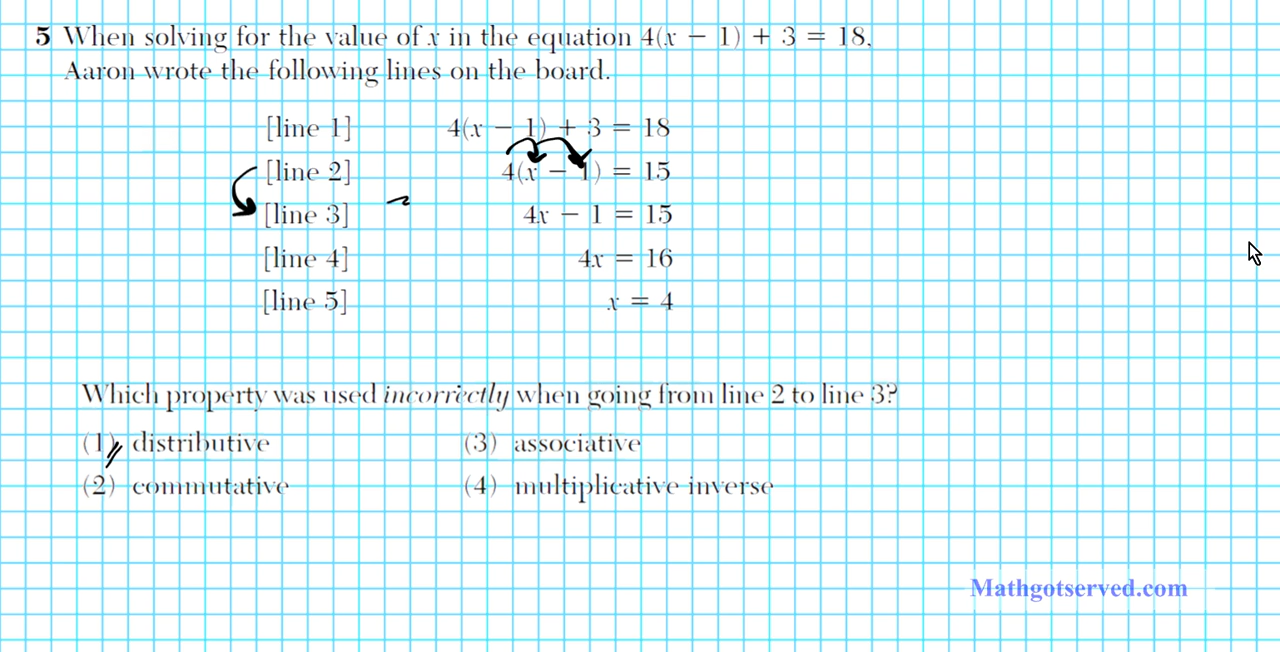 5 When solving for the value of x in the equation 4(x − 1) + 3 = 18,
Aaron wrote the following lines on the board.
[line 1] 4(x − 1) + 3 = 18
[line 2] 4(x − 1) = 15
[line 3] 4x − 1 = 15
[line 4] 4x = 16
[line 5] x = 4
Which property was used incorrectly when going from line 2 to line 3?
(1) distributive (3) associative
(2) commutative (4) multiplicative inverse
Mathgotserved.com